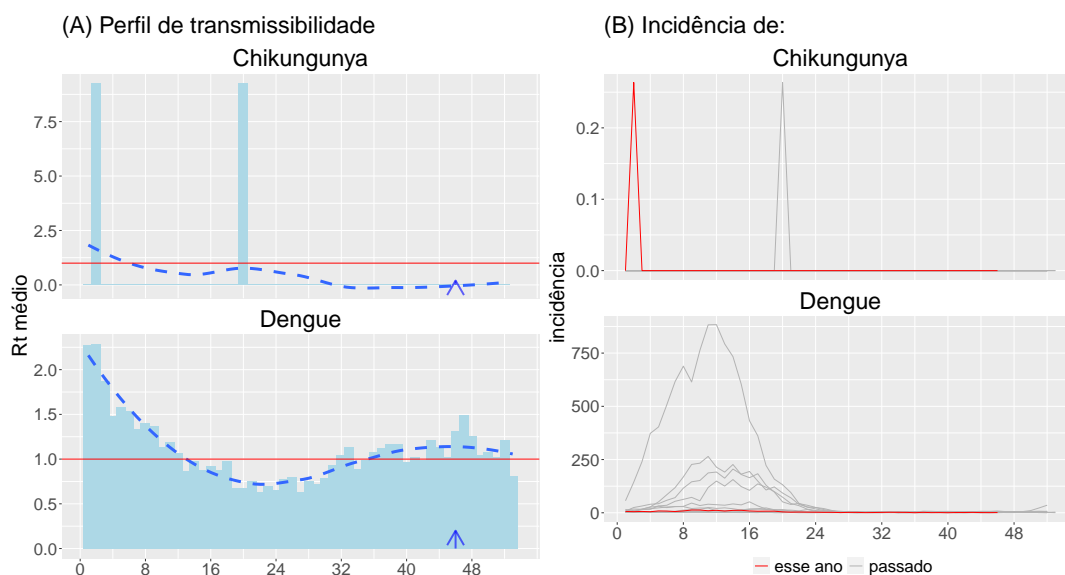 (A) Perfil de transmissibilidade
Chikungunya
7.5
5.0
2.5
0.0
Dengue
2.0
1.5
1.0
0.5
0.0
0 8 16 24 32 40 48
Rt médio
(B) Incidência de:
Chikungunya
0.2
0.1
0.0
Dengue
750
500
250
0
0 8 16 24 32 40 48
incidência
esse ano passado